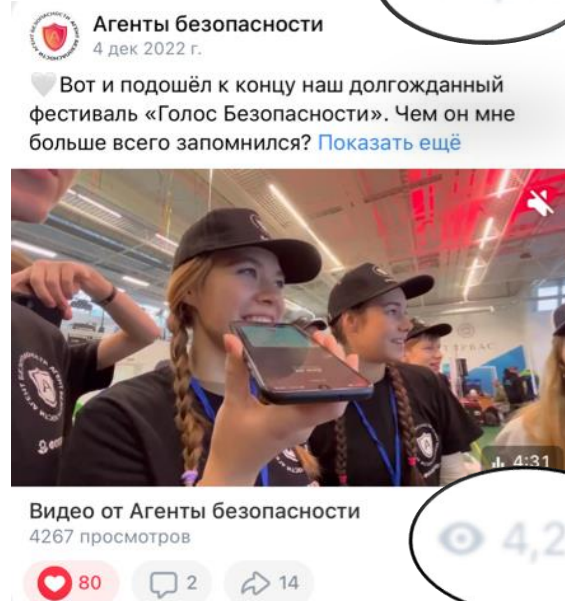 Агенты безопасности
4 дек 2022 г.
🤍Вот и подошёл к концу наш долгожданный
фестиваль «Голос Безопасности». Чем он мне
больше всего запомнился? Показать ещё
4:31
Видео от Агенты безопасности
4267 просмотров
4,2
80
2
14